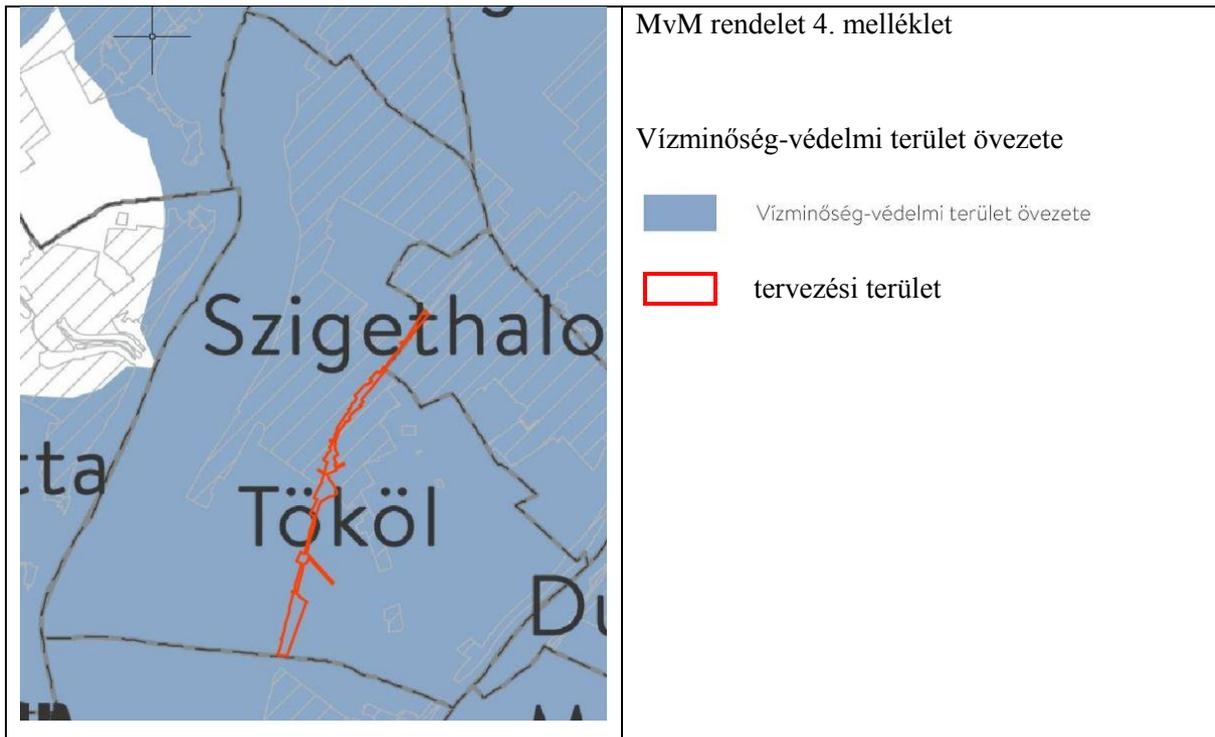 MvM rendelet 4. melléklet
Vízminőség-védelmi terület övezete
Vízminőség-védelmi terület övezete
tervezési terület
Szigethalo
tta
Tököl
Du